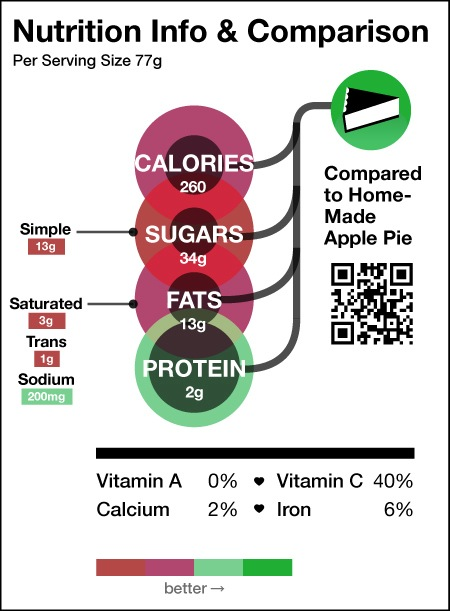 Nutrition Info & Comparison
Per Serving Size 77g
CALORIES
260
Compared
to Home-
Made
Apple Pie
Simple
13g
SUGARS
34g
Saturated
3g
Trans
1g
Sodium
200mg
FATS
13g
PROTEIN
2g
Vitamin A 0% ♥ Vitamin C 40%
Calcium 2% ♥ Iron 6%
better →